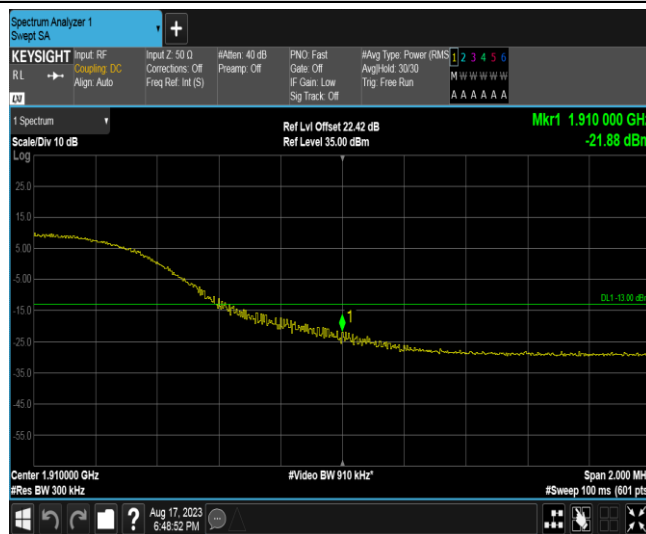 Spectrum Analyzer 1
Swept SA
KEYSIGHT
RL
LXI
Input: RF
Coupling: DC
Align: Auto
Input Z: 50 Ω
Corrections: Off
Freq Ref: Int (S)
#Atten: 40 dB
Preamp: Off
PNO: Fast
Gate: Off
IF Gain: Low
Sig Track: Off
#Avg Type: Power (RMS
Avg|Hold: 30/30
Trig: Free Run
1 2 3 4 5 6
M W W W W W
A A A A A A
1 Spectrum
Scale/Div 10 dB
Ref Lvl Offset 22.42 dB
Ref Level 35.00 dBm
Mkr1 1.910 000 GHz
-21.88 dBm
Log
25.0
15.0
5.00
-5.00
DL1 -13.00 dBm
-15.0
1
-25.0
-35.0
-45.0
-55.0
Center 1.910000 GHz
#Video BW 910 kHz*
Span 2.000 MH
#Res BW 300 kHz
#Sweep 100 ms (601 pts
?
Aug 17, 2023
6:48:52 PM